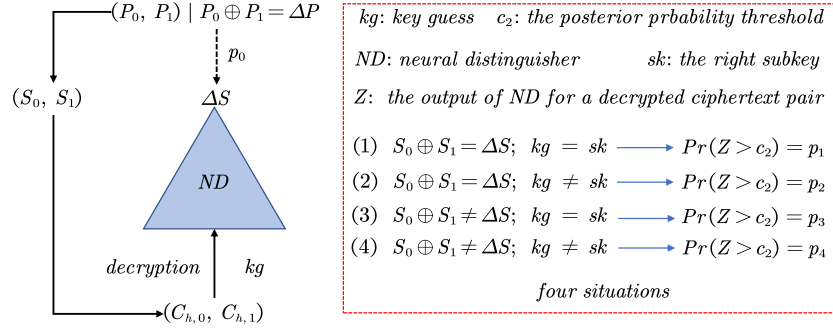 (P₀, P₁) | P₀ ⊕ P₁ = ΔP
p₀
(S₀, S₁)
ΔS
ND
decryption kg
(Cₕ,₀, Cₕ,₁)
kg: key guess c₂: the posterior prbability threshold
ND: neural distinguisher sk: the right subkey
Z: the output of ND for a decrypted ciphertext pair
(1) S₀ ⊕ S₁ = ΔS; kg = sk ⟶ Pr(Z > c₂) = p₁
(2) S₀ ⊕ S₁ = ΔS; kg ≠ sk ⟶ Pr(Z > c₂) = p₂
(3) S₀ ⊕ S₁ ≠ ΔS; kg = sk ⟶ Pr(Z > c₂) = p₃
(4) S₀ ⊕ S₁ ≠ ΔS; kg ≠ sk ⟶ Pr(Z > c₂) = p₄
four situations